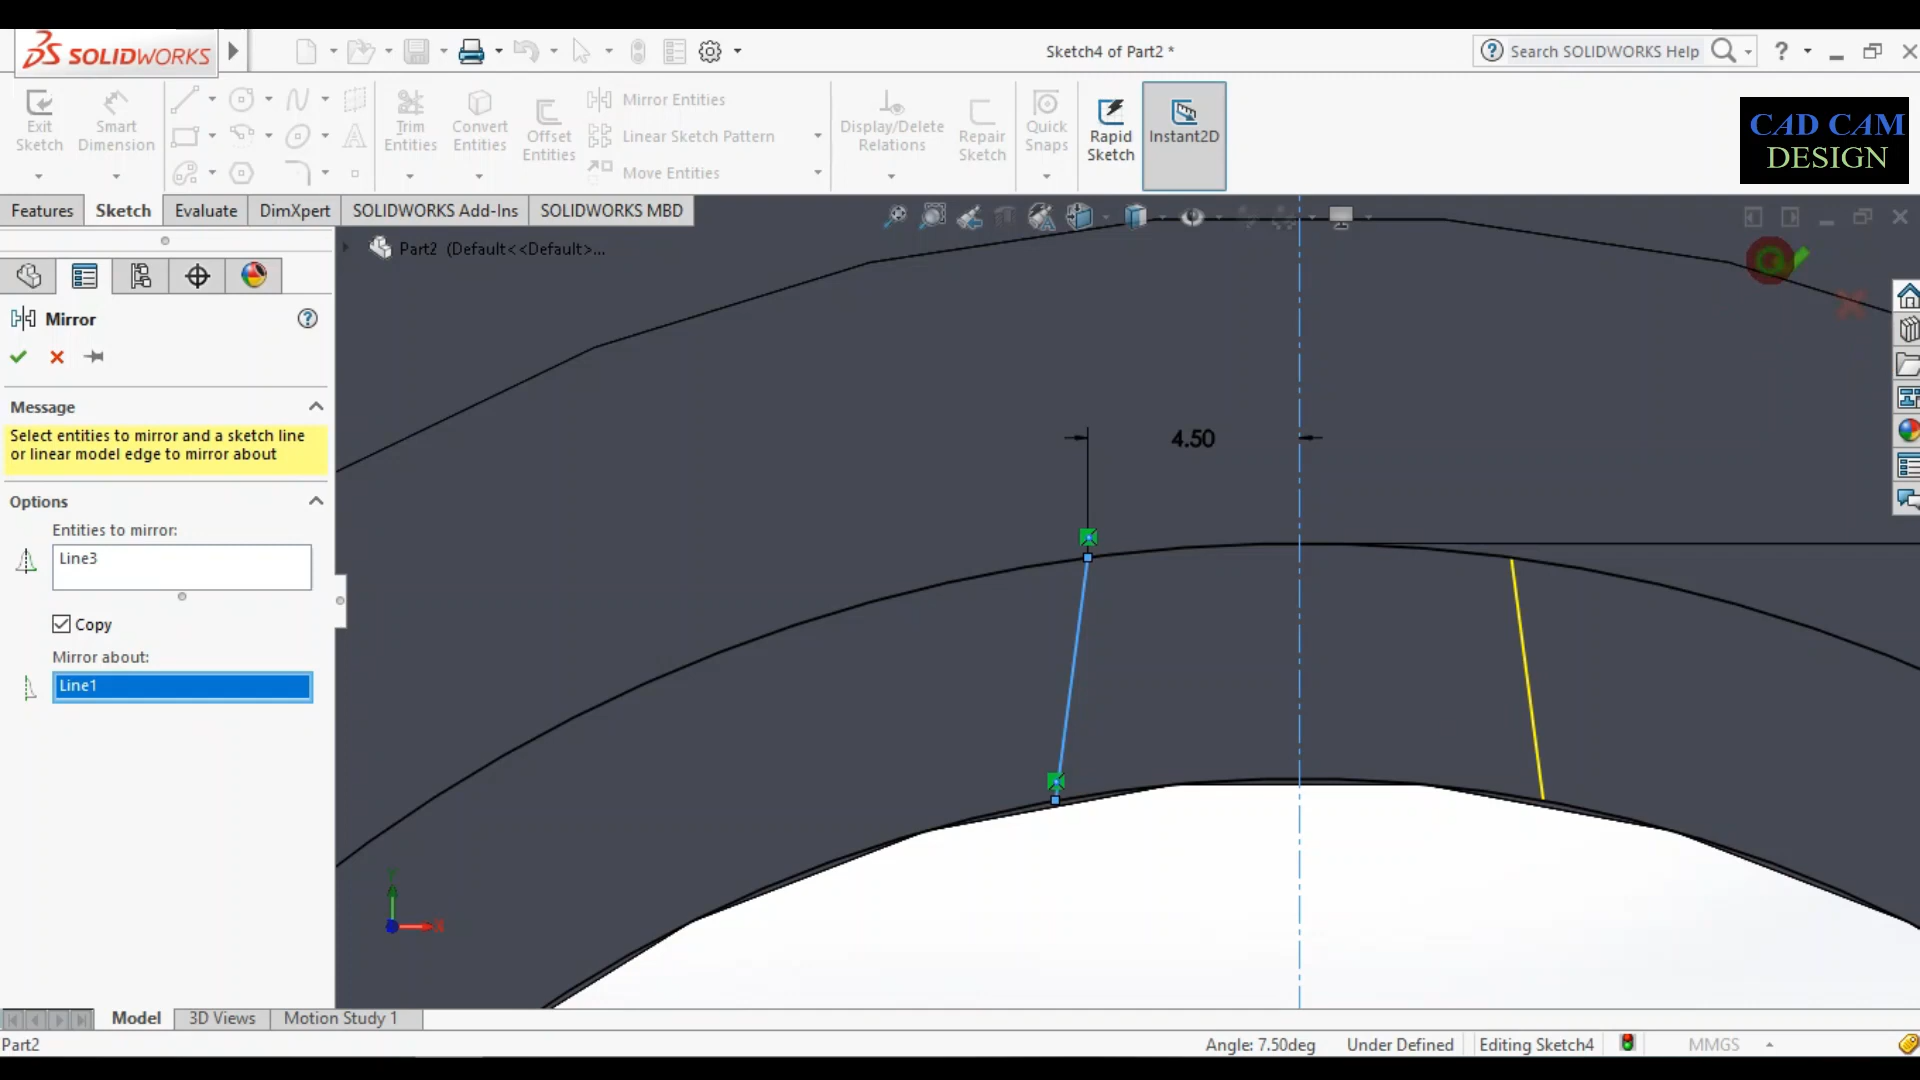 SOLIDWORKS
Sketch4 of Part2 *
Search SOLIDWORKS Help
?
Exit Sketch
Smart Dimension
Trim Entities
Convert Entities
Offset Entities
Mirror Entities
Linear Sketch Pattern
Move Entities
Display/Delete Relations
Repair Sketch
Quick Snaps
Rapid Sketch
Instant2D
CAD CAM
DESIGN
Features
Sketch
Evaluate
DimXpert
SOLIDWORKS Add-Ins
SOLIDWORKS MBD
Part2 (Default<<Default>...
Mirror
?
Message
Select entities to mirror and a sketch line
or linear model edge to mirror about
Options
Entities to mirror:
Line3
Copy
Mirror about:
Line1
4.50
Y
X
Model
3D Views
Motion Study 1
Part2
Angle: 7.50deg
Under Defined
Editing Sketch4
MMGS